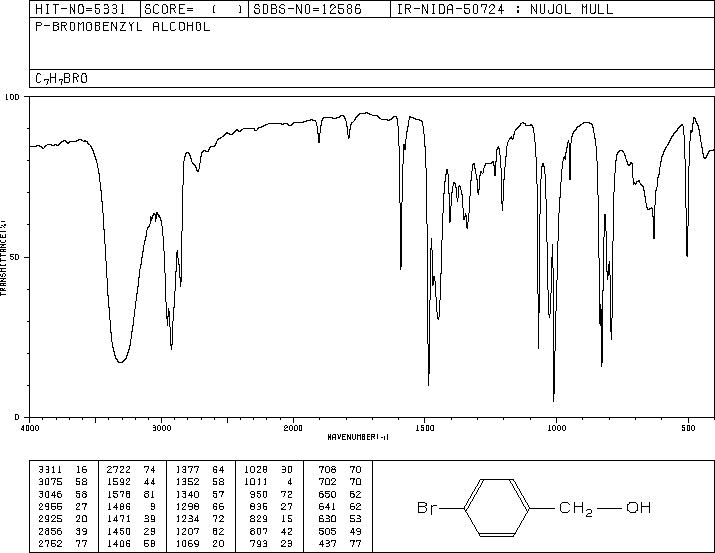 HIT-NO=5331 SCORE= ( ) SDBS-NO=12586 IR-NIDA-50724 : NUJOL MULL
P-BROMOBENZYL ALCOHOL
C7H7BRO
100
50
0
TRANSMITTANCE(%)
4000 3000 2000 1500 1000 500
WAVENUMBER(-1)
3311 16 2722 74 1377 64 1028 30 708 70
3075 58 1592 44 1352 58 1011 4 702 70
3046 58 1578 81 1340 57 950 72 650 62
2955 27 1486 9 1298 66 835 27 641 62
2925 20 1471 39 1234 72 829 15 630 53
2856 39 1450 29 1207 62 807 42 505 49
2752 77 1406 58 1069 20 793 23 437 77
Br CH2 OH